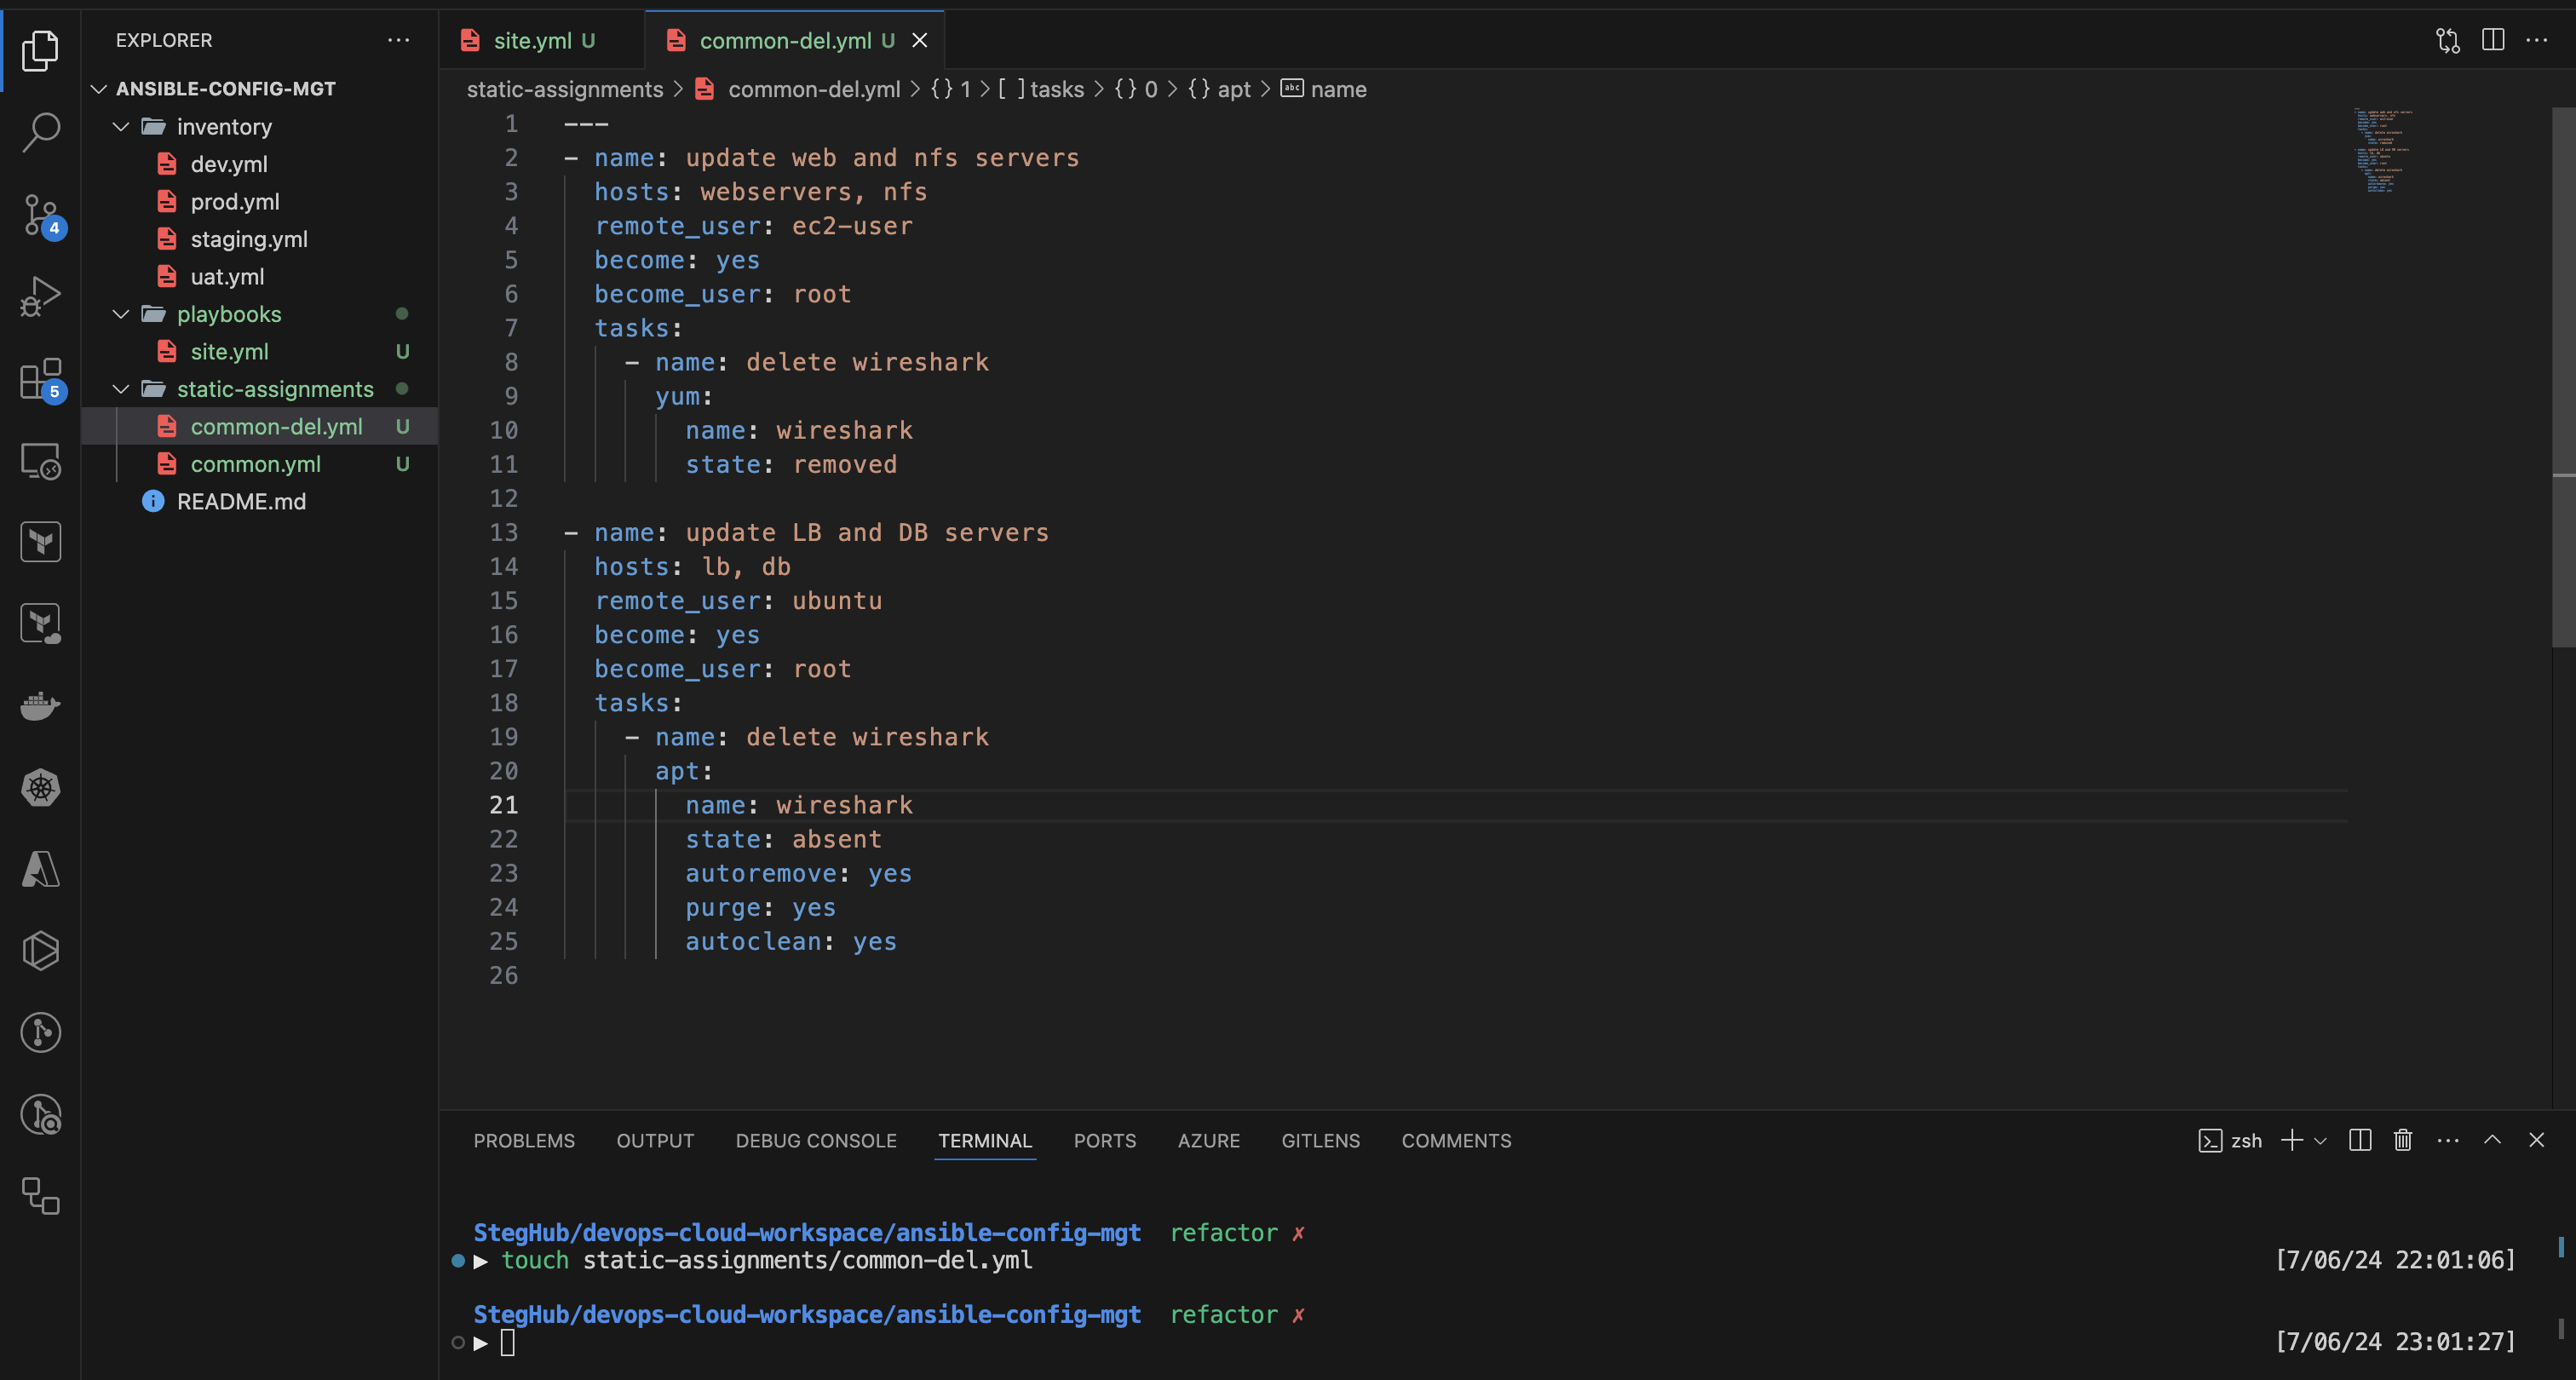 EXPLORER
ANSIBLE-CONFIG-MGT
inventory
dev.yml
prod.yml
staging.yml
uat.yml
playbooks
site.yml U
static-assignments
common-del.yml U
common.yml U
README.md
4
5
site.yml U
common-del.yml U
static-assignments > common-del.yml > {} 1 > [ ] tasks > {} 0 > {} apt > abc name
1 ---
2 - name: update web and nfs servers
3 hosts: webservers, nfs
4 remote_user: ec2-user
5 become: yes
6 become_user: root
7 tasks:
8 - name: delete wireshark
9 yum:
10 name: wireshark
11 state: removed
12
13 - name: update LB and DB servers
14 hosts: lb, db
15 remote_user: ubuntu
16 become: yes
17 become_user: root
18 tasks:
19 - name: delete wireshark
20 apt:
21 name: wireshark
22 state: absent
23 autoremove: yes
24 purge: yes
25 autoclean: yes
26
PROBLEMS OUTPUT DEBUG CONSOLE TERMINAL PORTS AZURE GITLENS COMMENTS
zsh
StegHub/devops-cloud-workspace/ansible-config-mgt refactor ✗
▶ touch static-assignments/common-del.yml [7/06/24 22:01:06]
StegHub/devops-cloud-workspace/ansible-config-mgt refactor ✗
▶ [7/06/24 23:01:27]